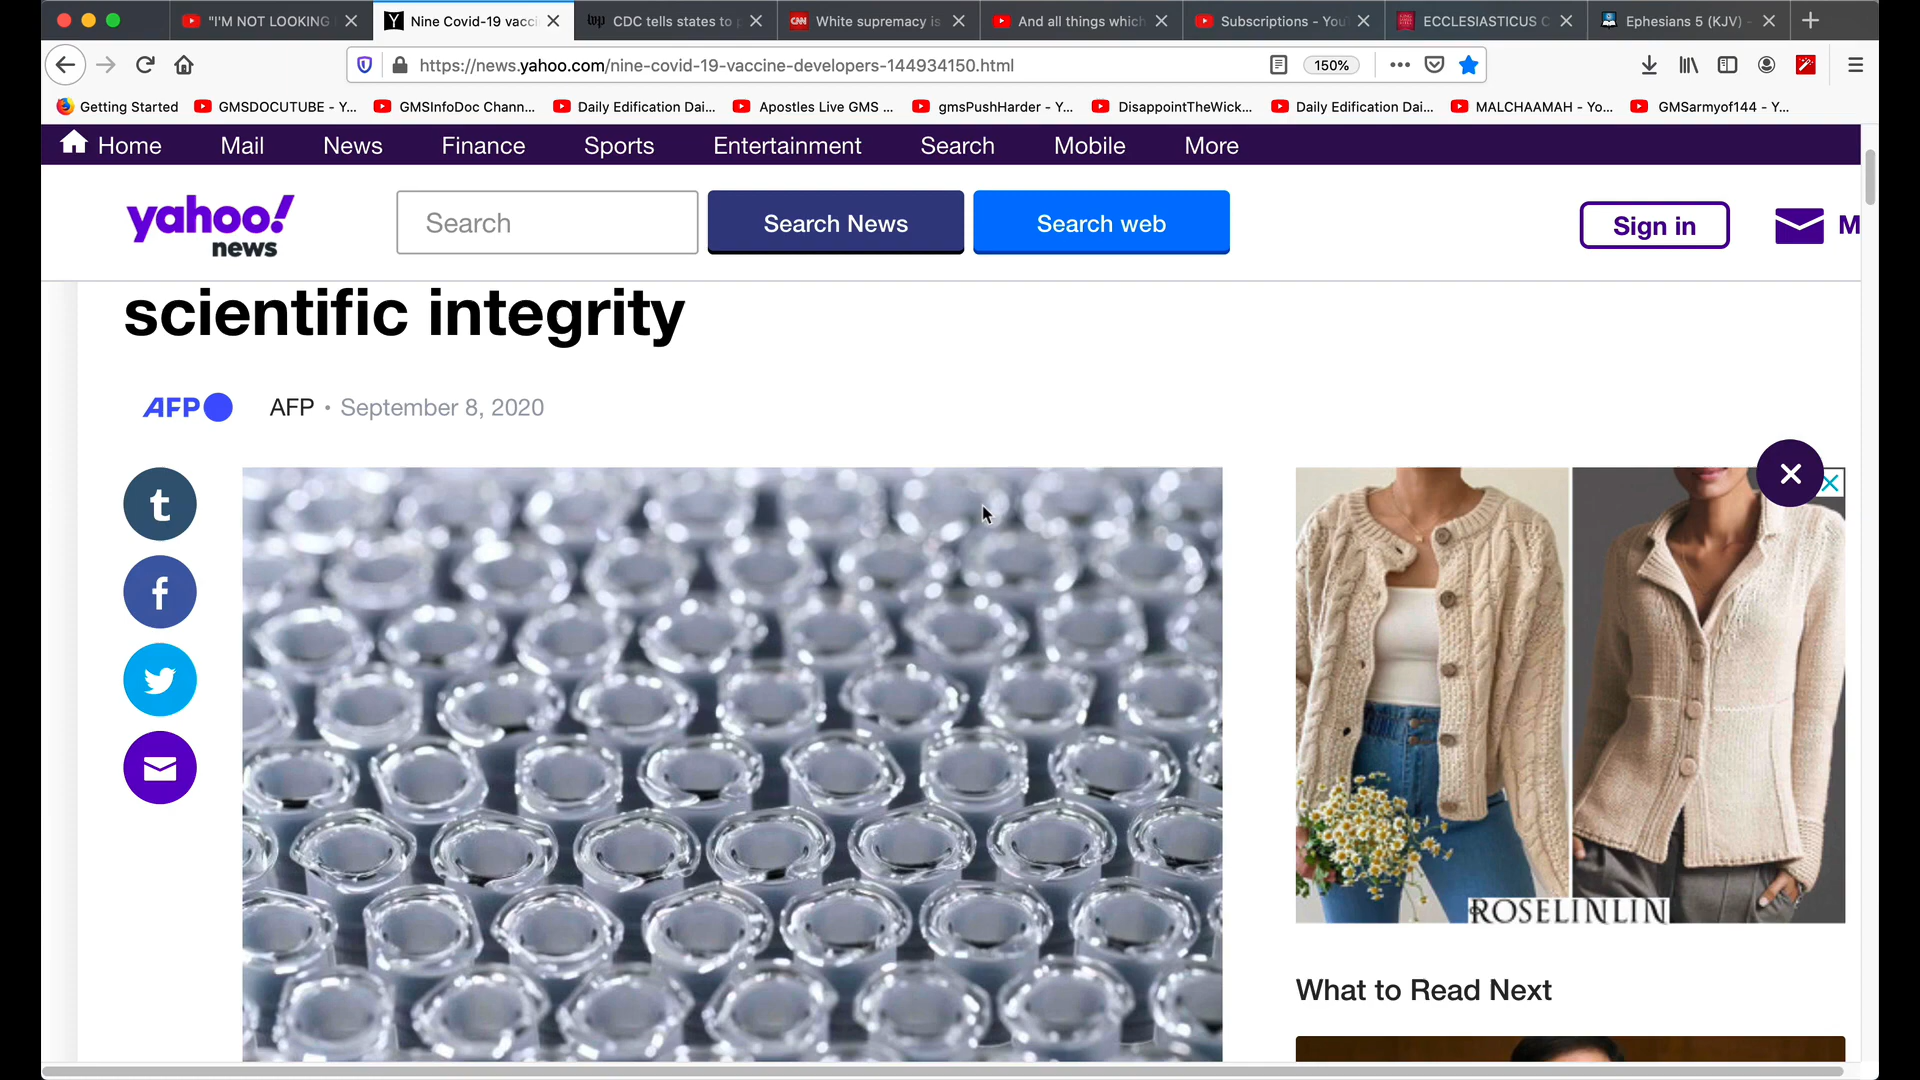 "I'M NOT LOOKING
Nine Covid-19 vacci
CDC tells states to p
White supremacy is
And all things which
Subscriptions - You
ECCLESIASTICUS C
Ephesians 5 (KJV) -
https://news.yahoo.com/nine-covid-19-vaccine-developers-144934150.html
150%
Getting Started
GMSDOCUTUBE - Y...
GMSInfoDoc Chann...
Daily Edification Dai...
Apostles Live GMS ...
gmsPushHarder - Y...
DisappointTheWick...
Daily Edification Dai...
MALCHAAMAH - Yo...
GMSarmyof144 - Y...
Home Mail News Finance Sports Entertainment Search Mobile More
yahoo!
news
Search
Search News
Search web
Sign in
M
scientific integrity
AFP
AFP • September 8, 2020
ROSELINLIN
What to Read Next